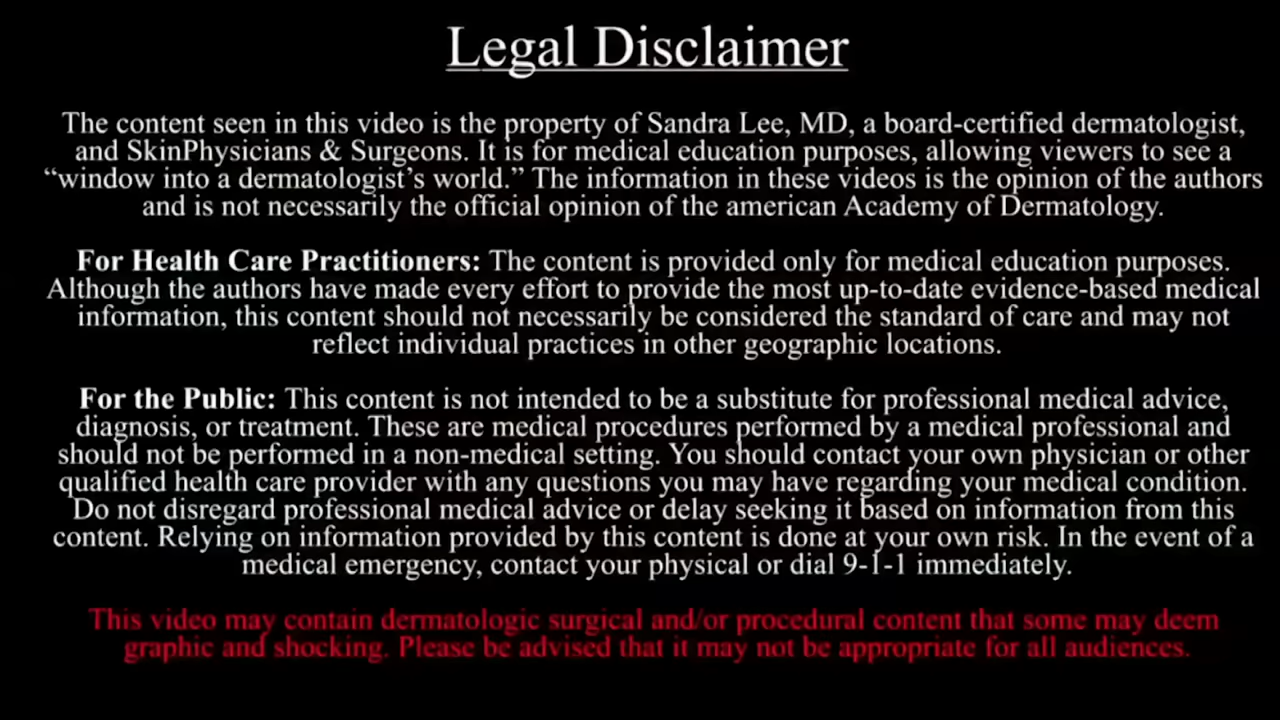 Legal Disclaimer
The content seen in this video is the property of Sandra Lee, MD, a board-certified dermatologist,
and SkinPhysicians & Surgeons. It is for medical education purposes, allowing viewers to see a
“window into a dermatologist’s world.” The information in these videos is the opinion of the authors
and is not necessarily the official opinion of the american Academy of Dermatology.
For Health Care Practitioners: The content is provided only for medical education purposes.
Although the authors have made every effort to provide the most up-to-date evidence-based medical
information, this content should not necessarily be considered the standard of care and may not
reflect individual practices in other geographic locations.
For the Public: This content is not intended to be a substitute for professional medical advice,
diagnosis, or treatment. These are medical procedures performed by a medical professional and
should not be performed in a non-medical setting. You should contact your own physician or other
qualified health care provider with any questions you may have regarding your medical condition.
Do not disregard professional medical advice or delay seeking it based on information from this
content. Relying on information provided by this content is done at your own risk. In the event of a
medical emergency, contact your physical or dial 9-1-1 immediately.
This video may contain dermatologic surgical and/or procedural content that some may deem
graphic and shocking. Please be advised that it may not be appropriate for all audiences.